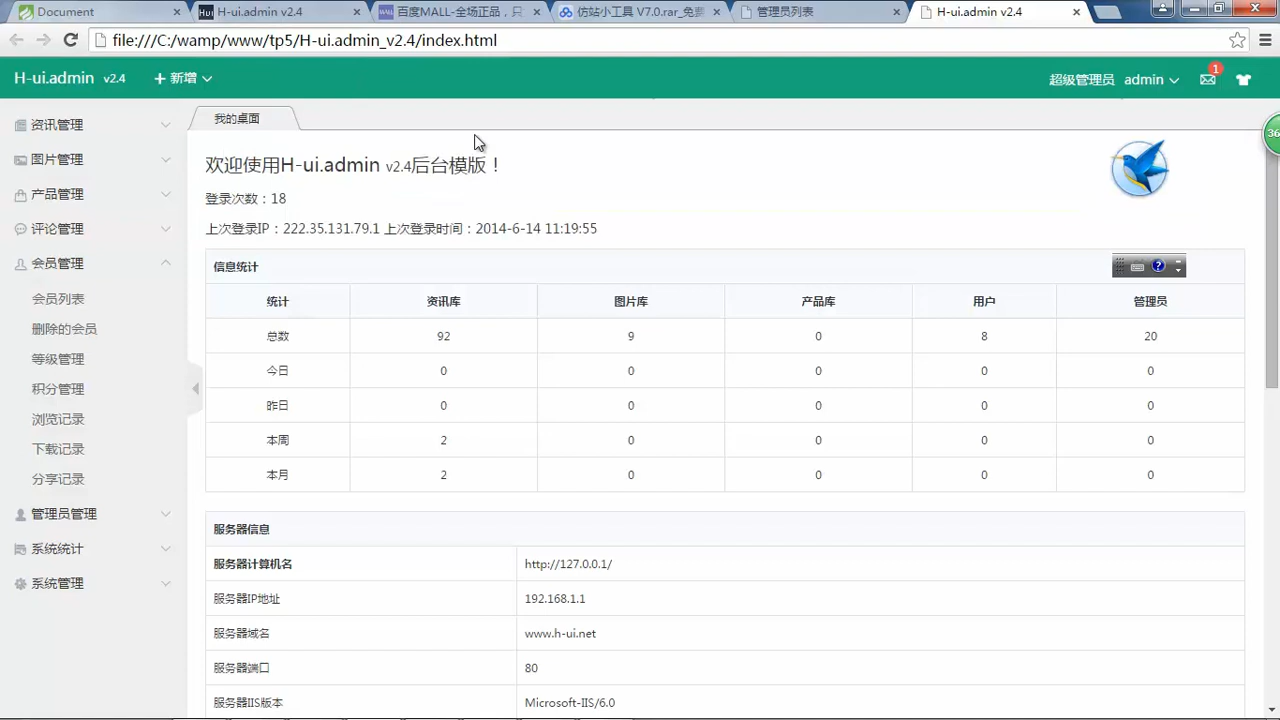 Document
H-ui.admin v2.4
百度MALL-全场正品，只
仿站小工具 V7.0.rar_免
管理员列表
H-ui.admin v2.4
file:///C:/wamp/www/tp5/H-ui.admin_v2.4/index.html
H-ui.admin v2.4
+ 新增
超级管理员 admin
1
资讯管理
图片管理
产品管理
评论管理
会员管理
会员列表
删除的会员
等级管理
积分管理
浏览记录
下载记录
分享记录
管理员管理
系统统计
系统管理
我的桌面
欢迎使用H-ui.admin v2.4后台模版！
36
登录次数：18
上次登录IP：222.35.131.79.1 上次登录时间：2014-6-14 11:19:55
信息统计
统计 资讯库 图片库 产品库 用户 管理员
总数 92 9 0 8 20
今日 0 0 0 0 0
昨日 0 0 0 0 0
本周 2 0 0 0 0
本月 2 0 0 0 0
服务器信息
服务器计算机名 http://127.0.0.1/
服务器IP地址 192.168.1.1
服务器域名 www.h-ui.net
服务器端口 80
服务器IIS版本 Microsoft-IIS/6.0